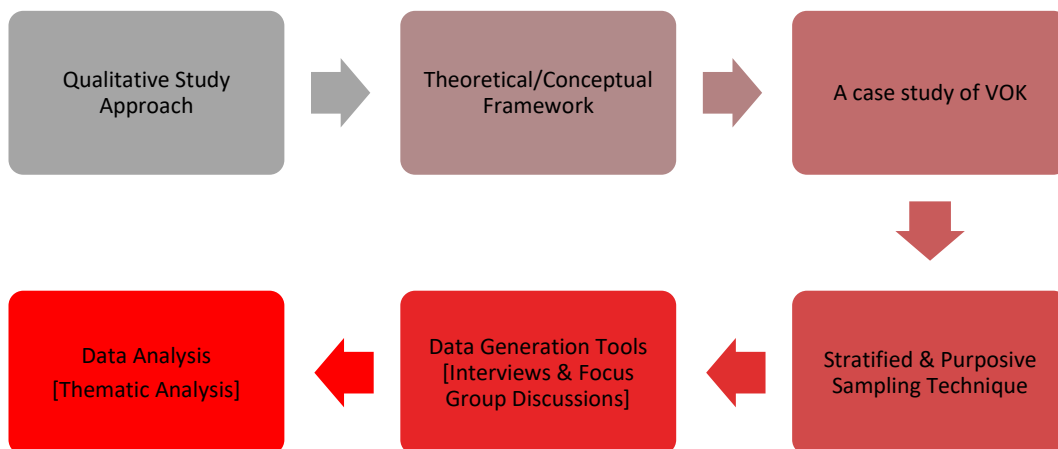 Qualitative Study
Approach
Theoretical/Conceptual
Framework
A case study of VOK
Stratified & Purposive
Sampling Technique
Data Generation Tools
[Interviews & Focus
Group Discussions]
Data Analysis
[Thematic Analysis]